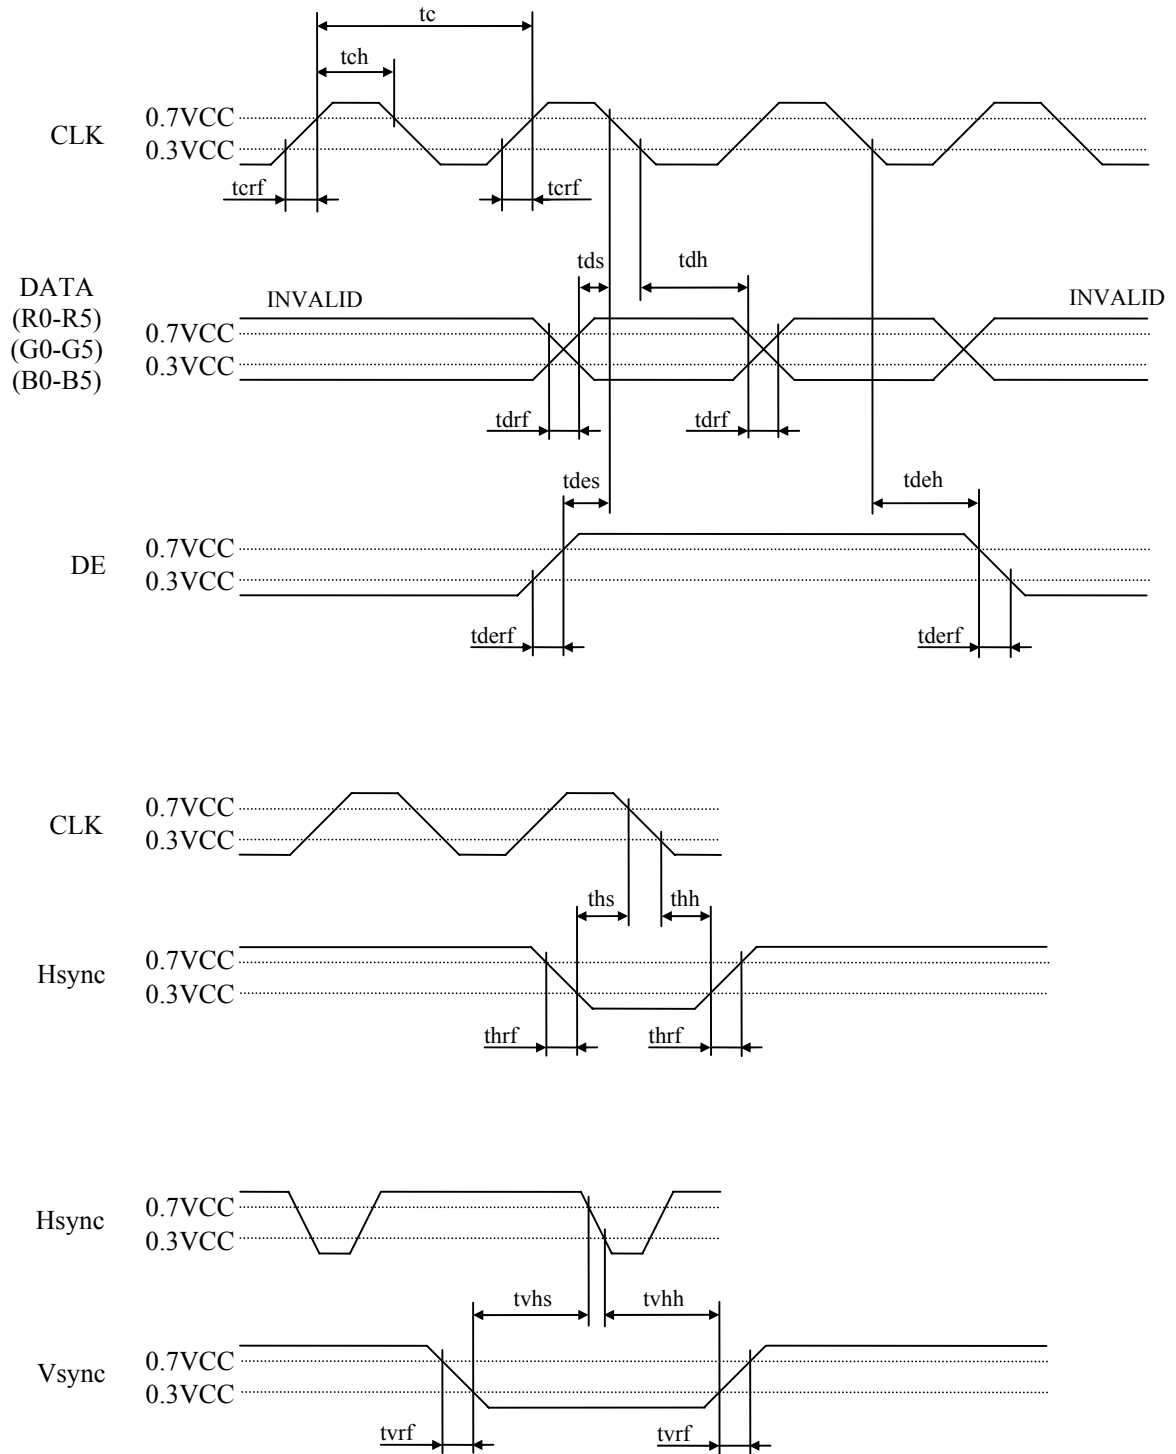 tc
tch
CLK
0.7VCC
0.3VCC
tcrf
tcrf
tds
tdh
DATA
(R0-R5)
(G0-G5)
(B0-B5)
INVALID
INVALID
0.7VCC
0.3VCC
tdrf
tdrf
tdes
tdeh
DE
0.7VCC
0.3VCC
tderf
tderf
CLK
0.7VCC
0.3VCC
ths
thh
Hsync
0.7VCC
0.3VCC
thrf
thrf
Hsync
0.7VCC
0.3VCC
tvhs
tvhh
Vsync
0.7VCC
0.3VCC
tvrf
tvrf